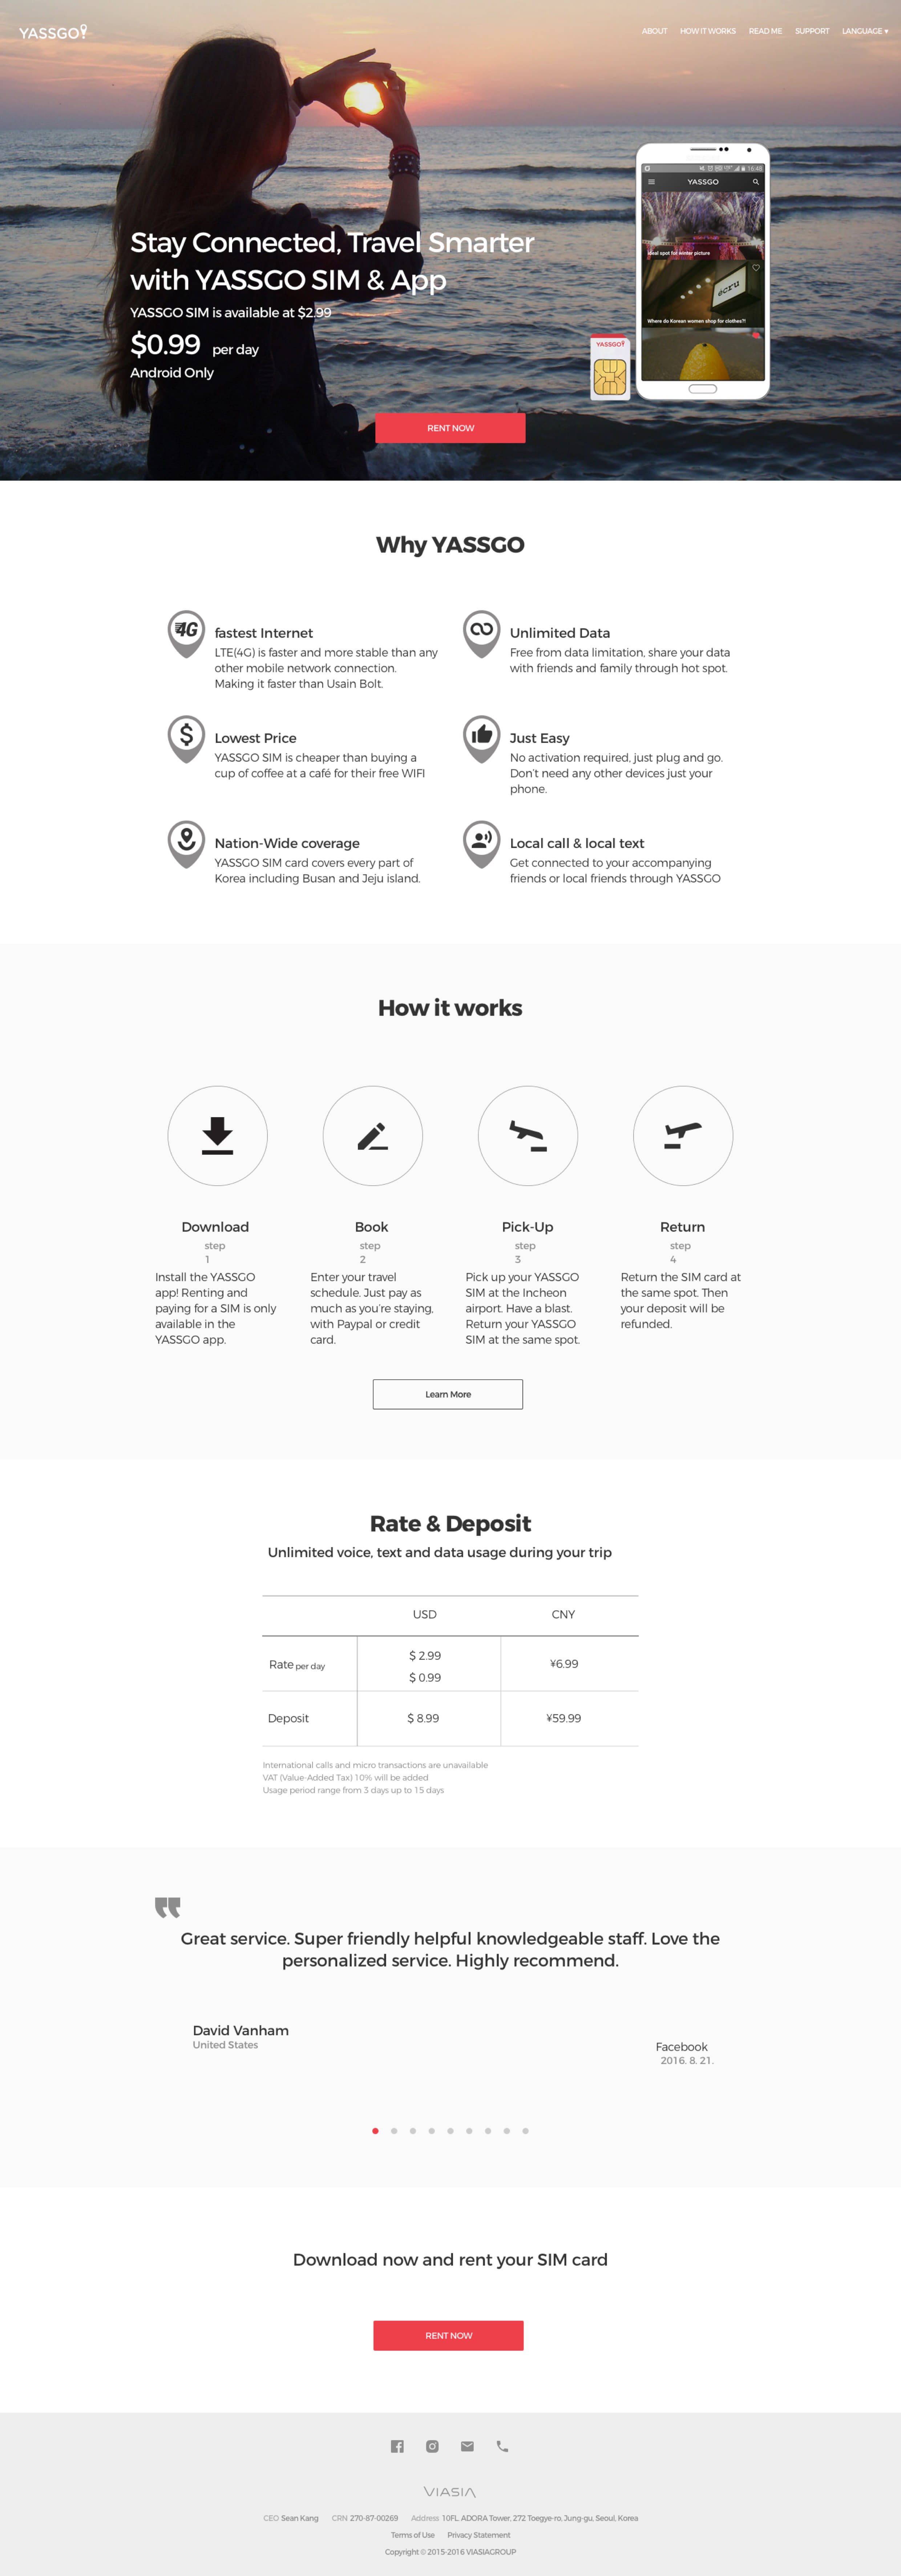 YASSGO
ABOUT HOW IT WORKS READ ME SUPPORT LANGUAGE ▾
16:48
YASSGO
Ideal spot for winter picture
écru
Where do Korean women shop for clothes?!
YASSGO
Stay Connected, Travel Smarter
with YASSGO SIM & App
YASSGO SIM is available at $2.99
$0.99 per day
Android Only
RENT NOW
Why YASSGO
4G
fastest Internet
LTE(4G) is faster and more stable than any
other mobile network connection.
Making it faster than Usain Bolt.
Unlimited Data
Free from data limitation, share your data
with friends and family through hot spot.
$
Lowest Price
YASSGO SIM is cheaper than buying a
cup of coffee at a café for their free WIFI
Just Easy
No activation required, just plug and go.
Don't need any other devices just your
phone.
Nation-Wide coverage
YASSGO SIM card covers every part of
Korea including Busan and Jeju island.
Local call & local text
Get connected to your accompanying
friends or local friends through YASSGO
How it works
Download
step
1
Install the YASSGO
app! Renting and
paying for a SIM is only
available in the
YASSGO app.
Book
step
2
Enter your travel
schedule. Just pay as
much as you're staying,
with Paypal or credit
card.
Pick-Up
step
3
Pick up your YASSGO
SIM at the Incheon
airport. Have a blast.
Return your YASSGO
SIM at the same spot.
Return
step
4
Return the SIM card at
the same spot. Then
your deposit will be
refunded.
Learn More
Rate & Deposit
Unlimited voice, text and data usage during your trip
USD CNY
Rate per day
$ 2.99
$ 0.99
¥6.99
Deposit $ 8.99 ¥59.99
International calls and micro transactions are unavailable
VAT (Value-Added Tax) 10% will be added
Usage period range from 3 days up to 15 days
Great service. Super friendly helpful knowledgeable staff. Love the
personalized service. Highly recommend.
David Vanham
United States
Facebook
2016. 8. 21.
Download now and rent your SIM card
RENT NOW
VIASIA
CEO Sean Kang CRN 270-87-00269 Address 10FL. ADORA Tower, 272 Toegye-ro, Jung-gu, Seoul, Korea
Terms of Use Privacy Statement
Copyright © 2015-2016 VIASIAGROUP